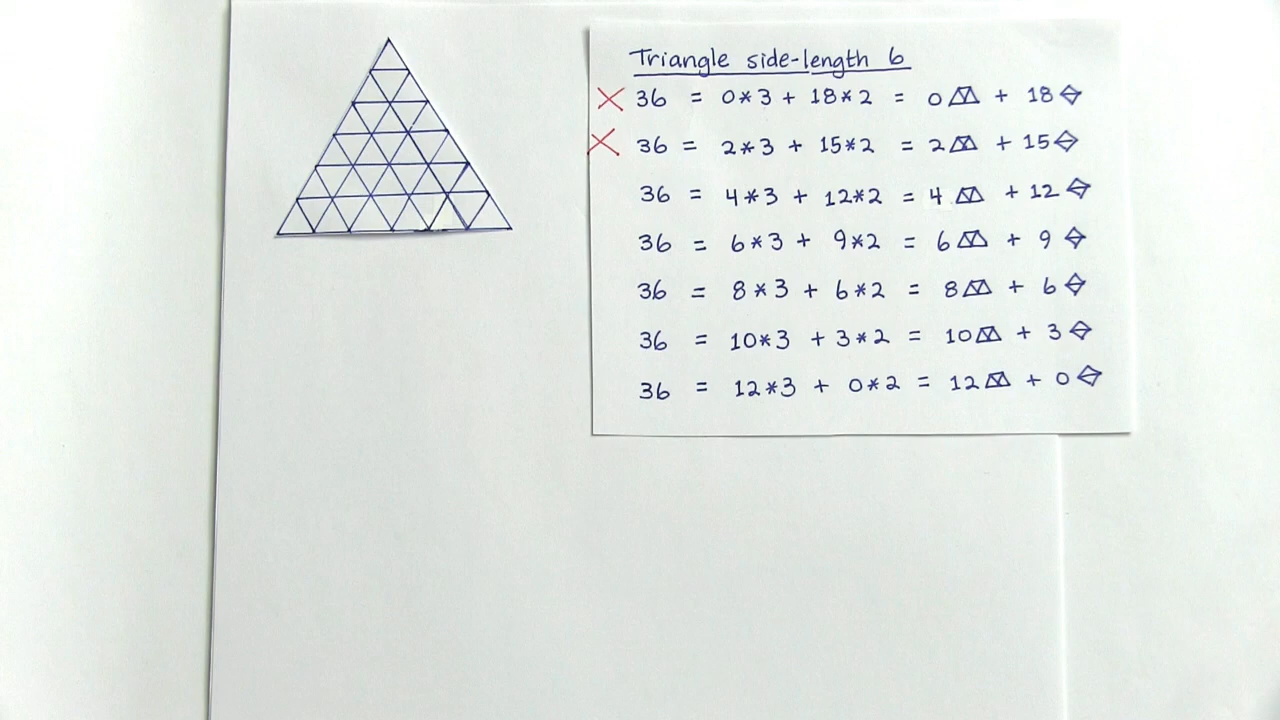 Triangle side-length 6
✗ 36 = 0*3 + 18*2 = 0 + 18
✗ 36 = 2*3 + 15*2 = 2 + 15
36 = 4*3 + 12*2 = 4 + 12
36 = 6*3 + 9*2 = 6 + 9
36 = 8*3 + 6*2 = 8 + 6
36 = 10*3 + 3*2 = 10 + 3
36 = 12*3 + 0*2 = 12 + 0